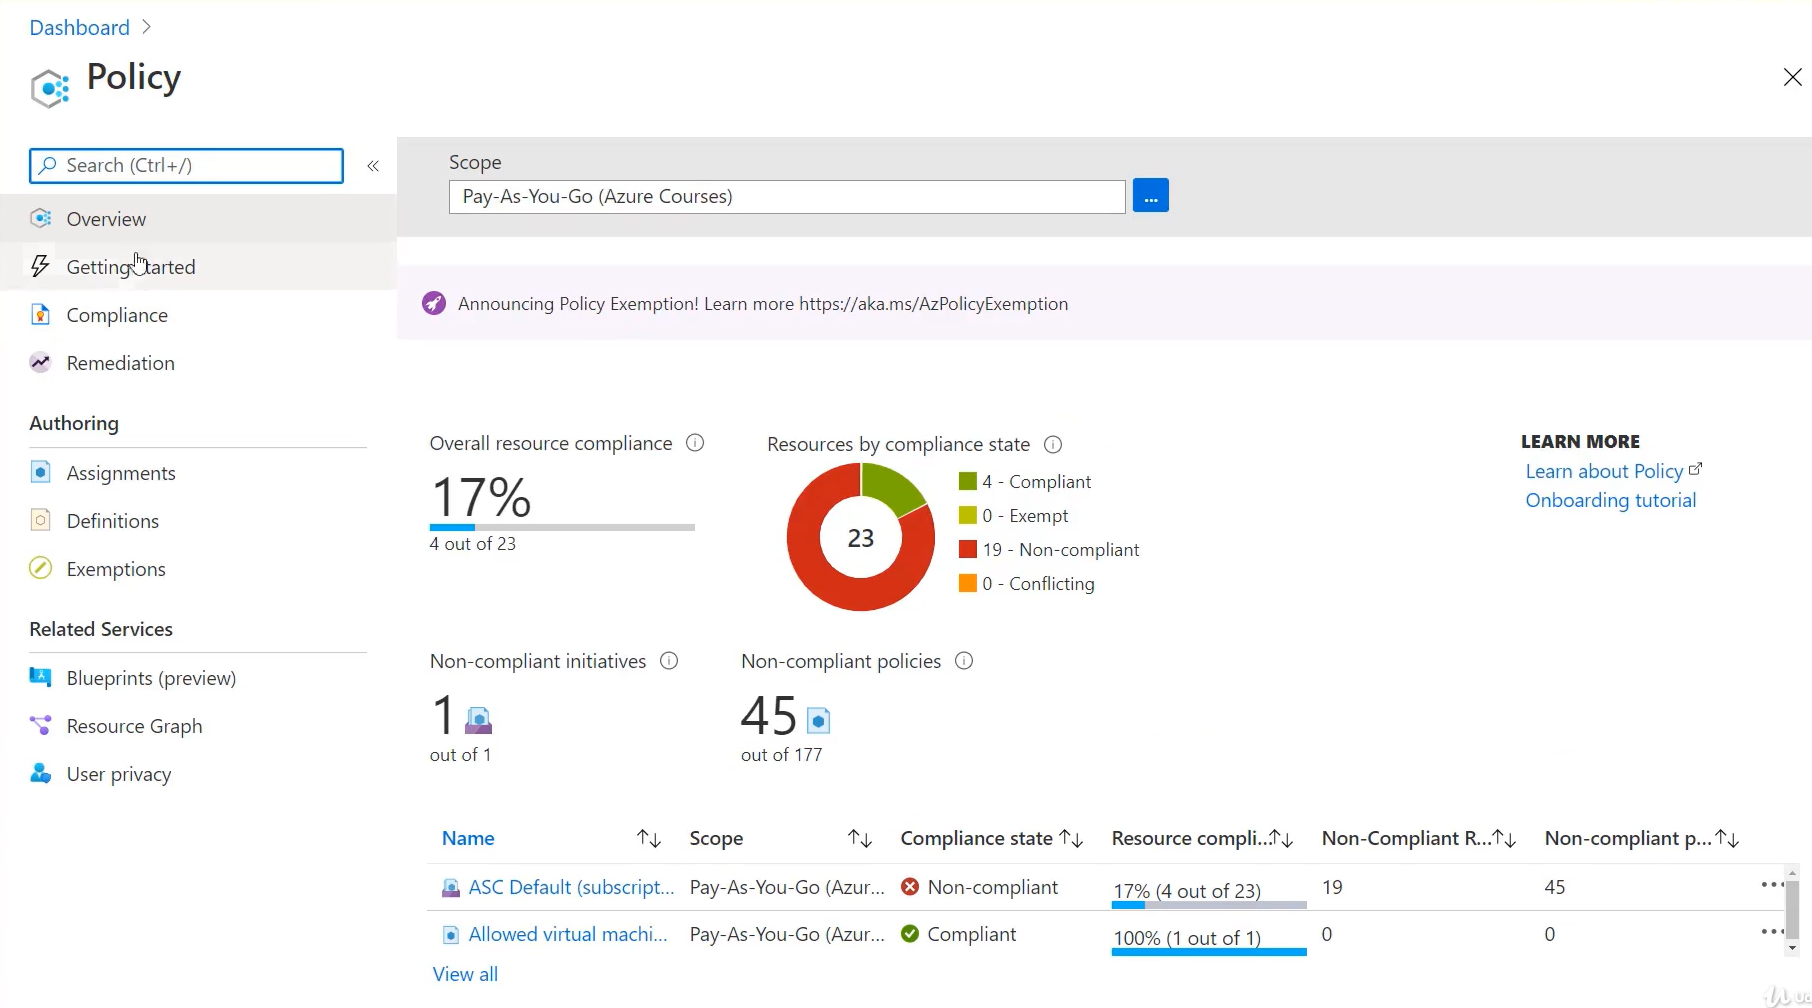 Dashboard
Policy
Search (Ctrl+/)
Overview
Getting started
Compliance
Remediation
Authoring
Assignments
Definitions
Exemptions
Related Services
Blueprints (preview)
Resource Graph
User privacy
Scope
Pay-As-You-Go (Azure Courses)
...
Announcing Policy Exemption! Learn more https://aka.ms/AzPolicyExemption
Overall resource compliance
17%
4 out of 23
Resources by compliance state
23
4 - Compliant
0 - Exempt
19 - Non-compliant
0 - Conflicting
LEARN MORE
Learn about Policy
Onboarding tutorial
Non-compliant initiatives
1
out of 1
Non-compliant policies
45
out of 177
Name Scope Compliance state Resource compli... Non-Compliant R... Non-compliant p...
ASC Default (subscript... Pay-As-You-Go (Azur... Non-compliant 17% (4 out of 23) 19 45
Allowed virtual machi... Pay-As-You-Go (Azur... Compliant 100% (1 out of 1) 0 0
View all